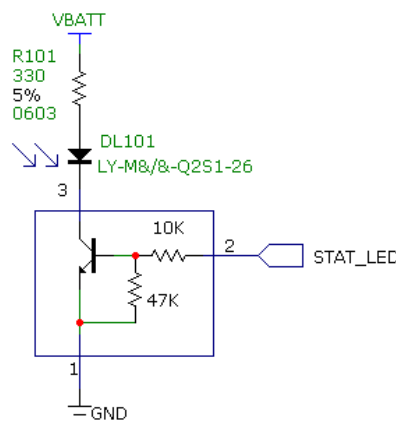 VBATT
R101
330
5%
0603
DL101
LY-M&/&-Q2S1-26
3
10K
2
STAT_LED
47K
1
GND